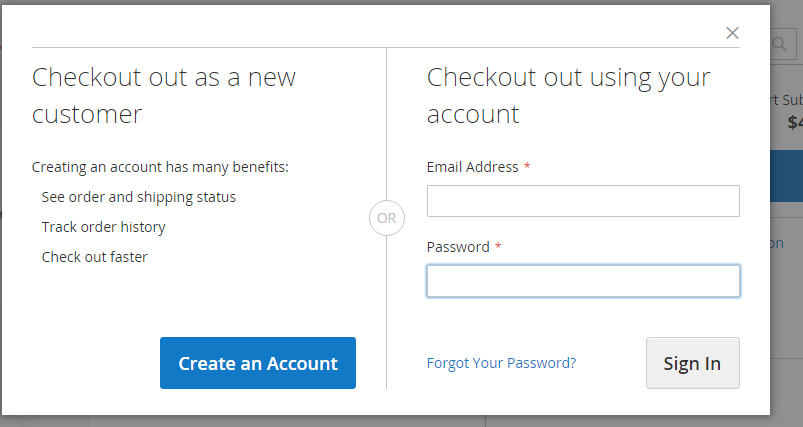 Checkout out as a new
customer
Creating an account has many benefits:
See order and shipping status
Track order history
Check out faster
Create an Account
OR
Checkout out using your
account
Email Address *
Password *
Forgot Your Password?
Sign In
rt Sub
on